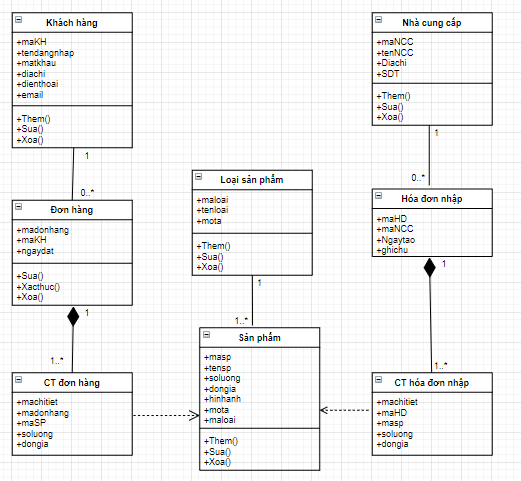 Khách hàng
+maKH
+tendangnhap
+matkhau
+diachi
+dienthoai
+email
+Them()
+Sua()
+Xoa()
1
0..*
Đơn hàng
+madonhang
+maKH
+ngaydat
+Sua()
+Xacthuc()
+Xoa()
1
1..*
CT đơn hàng
+machitiet
+madonhang
+maSP
+soluong
+dongia
Loại sản phẩm
+maloai
+tenloai
+mota
+Them()
+Sua()
+Xoa()
1
1..*
Sản phẩm
+masp
+tensp
+soluong
+dongia
+hinhanh
+mota
+maloai
+Them()
+Sua()
+Xoa()
Nhà cung cấp
+maNCC
+tenNCC
+Diachi
+SDT
+Them()
+Sua()
+Xoa()
1
0..*
Hóa đơn nhập
+maHD
+maNCC
+Ngaytao
+ghichu
1
1..*
CT hóa đơn nhập
+machitiet
+maHD
+masp
+soluong
+dongia